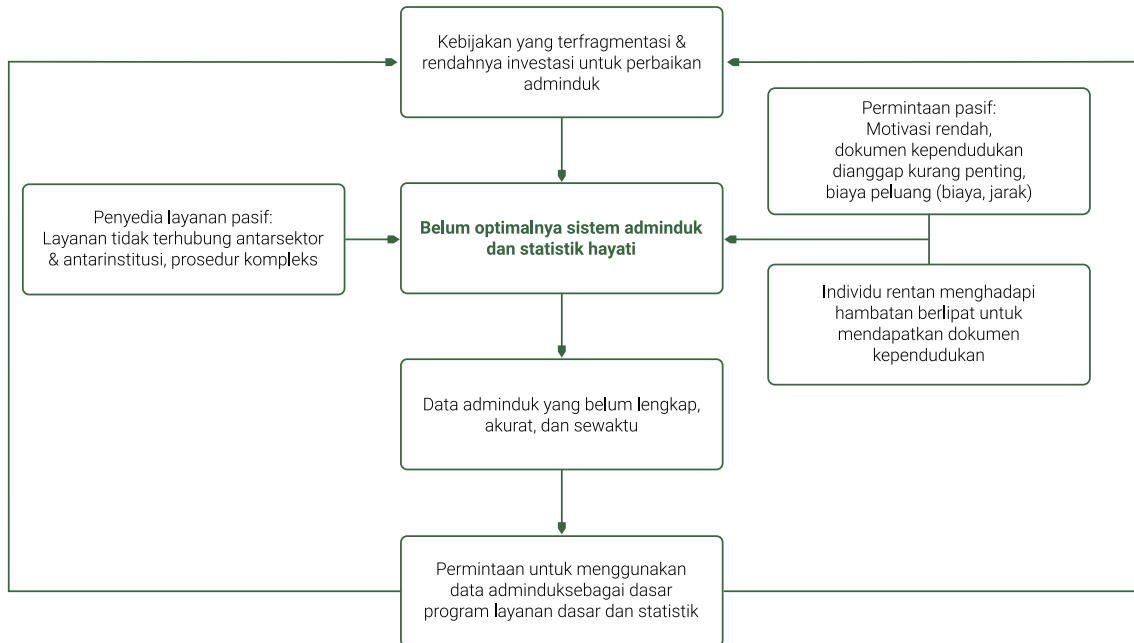 Kebijakan yang terfragmentasi &
rendahnya investasi untuk perbaikan
adminduk
Permintaan pasif:
Motivasi rendah,
dokumen kependudukan
dianggap kurang penting,
biaya peluang (biaya, jarak)
Penyedia layanan pasif:
Layanan tidak terhubung antarsektor
& antarinstitusi, prosedur kompleks
Belum optimalnya sistem adminduk
dan statistik hayati
Individu rentan menghadapi
hambatan berlipat untuk
mendapatkan dokumen
kependudukan
Data adminduk yang belum lengkap,
akurat, dan sewaktu
Permintaan untuk menggunakan
data adminduksebagai dasar
program layanan dasar dan statistik